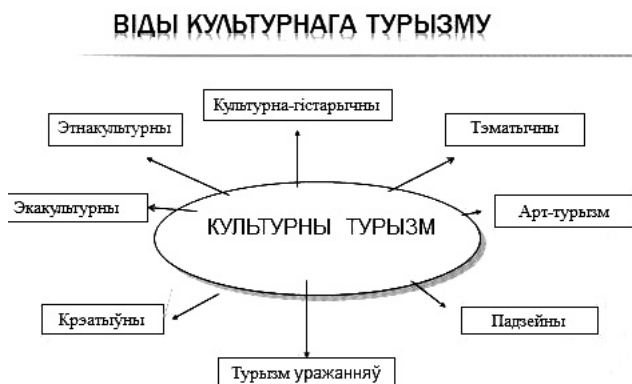 ВІДЫ КУЛЬТУРНАГА ТУРЫЗМУ
Культурна-гістарычны
Этнакультурны
Тэматычны
Экакультурны
КУЛЬТУРНЫ ТУРЫЗМ
Арт-турызм
Крэатыўны
Падзейны
Турызм уражанняў